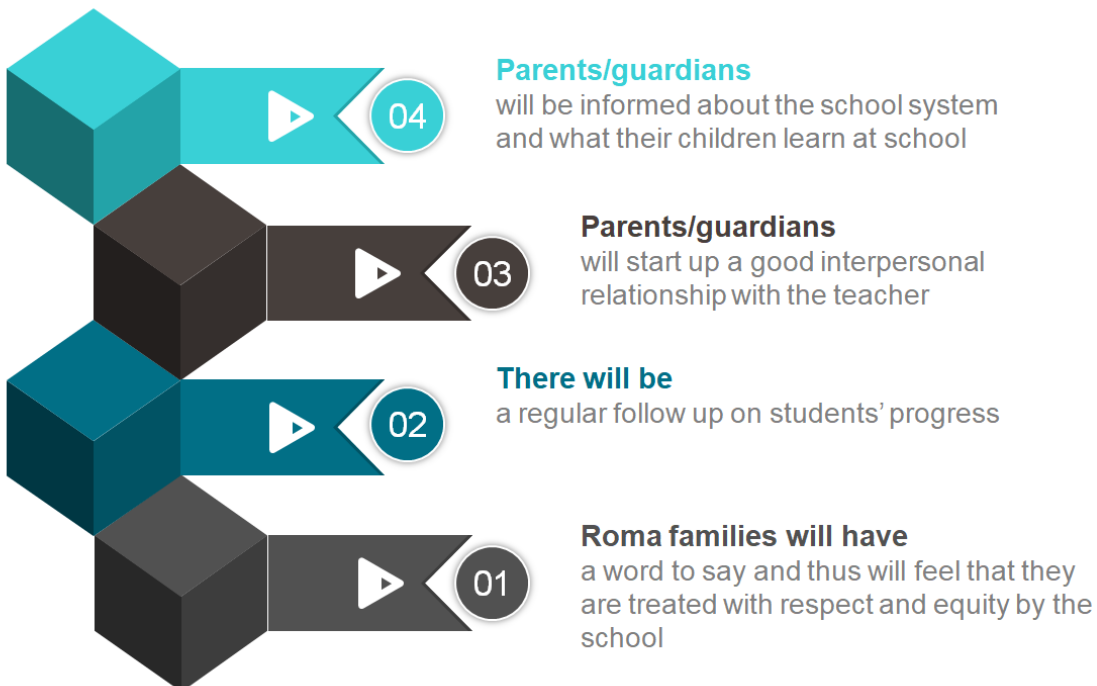 04
Parents/guardians
will be informed about the school system
and what their children learn at school
03
Parents/guardians
will start up a good interpersonal
relationship with the teacher
02
There will be
a regular follow up on students’ progress
01
Roma families will have
a word to say and thus will feel that they
are treated with respect and equity by the
school